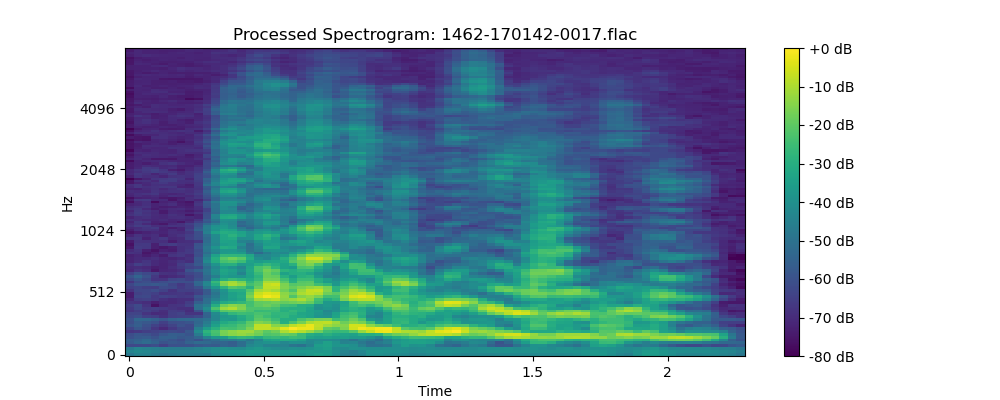 Processed Spectrogram: 1462-170142-0017.flac
Hz
4096
2048
1024
512
0
0 0.5 1 1.5 2
Time
+0 dB
-10 dB
-20 dB
-30 dB
-40 dB
-50 dB
-60 dB
-70 dB
-80 dB